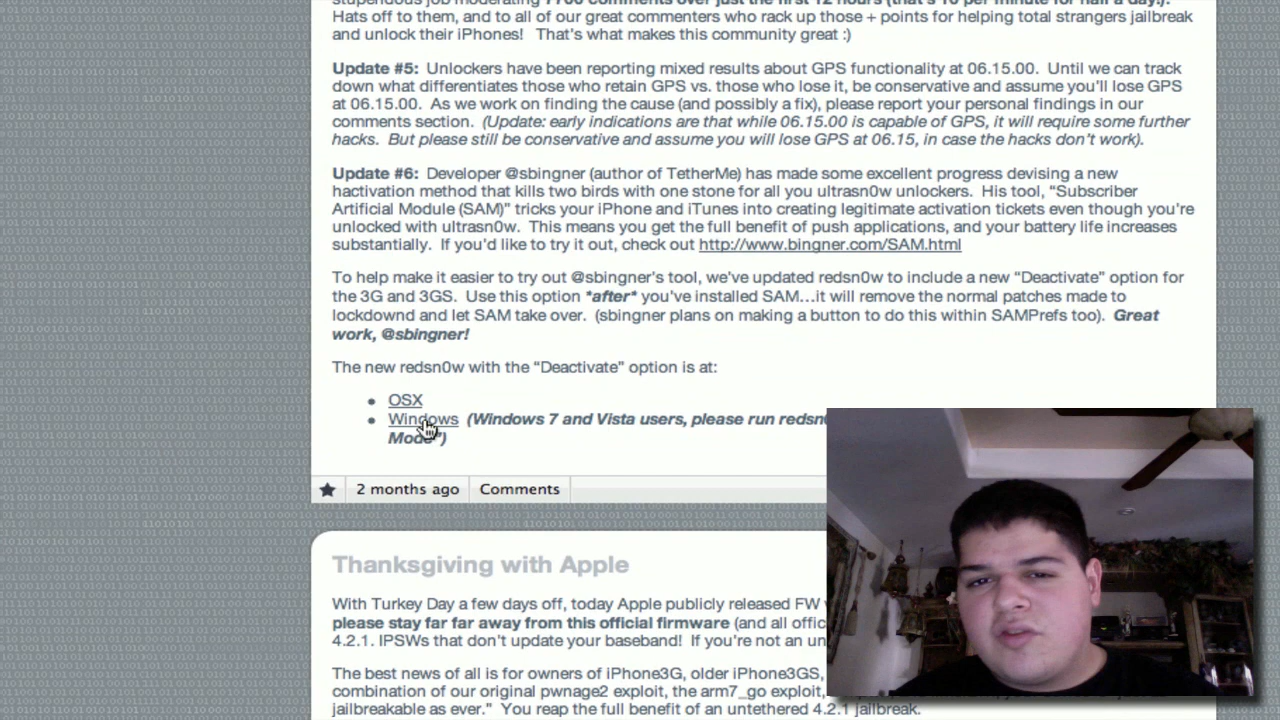 stupendous job moderating 7700 comments over just the first 12 hours (that's 10 per minute for half a day!).
Hats off to them, and to all of our great commenters who rack up those + points for helping total strangers jailbreak
and unlock their iPhones!   That's what makes this community great :)
Update #5:  Unlockers have been reporting mixed results about GPS functionality at 06.15.00.  Until we can track
down what differentiates those who retain GPS vs. those who lose it, be conservative and assume you'll lose GPS
at 06.15.00.  As we work on finding the cause (and possibly a fix), please report your personal findings in our
comments section.  (Update: early indications are that while 06.15.00 is capable of GPS, it will require some further
hacks.  But please still be conservative and assume you will lose GPS at 06.15, in case the hacks don't work).
Update #6:  Developer @sbingner (author of TetherMe) has made some excellent progress devising a new
hactivation method that kills two birds with one stone for all you ultrasn0w unlockers.  His tool, "Subscriber
Artificial Module (SAM)" tricks your iPhone and iTunes into creating legitimate activation tickets even though you're
unlocked with ultrasn0w.  This means you get the full benefit of push applications, and your battery life increases
substantially.  If you'd like to try it out, check out http://www.bingner.com/SAM.html
To help make it easier to try out @sbingner's tool, we've updated redsn0w to include a new "Deactivate" option for
the 3G and 3GS.  Use this option *after* you've installed SAM…it will remove the normal patches made to
lockdownd and let SAM take over.  (sbingner plans on making a button to do this within SAMPrefs too).  Great
work, @sbingner!
The new redsn0w with the "Deactivate" option is at:
• OSX
• Windows  (Windows 7 and Vista users, please run redsn
Mode")
★ 2 months ago Comments
Thanksgiving with Apple
With Turkey Day a few days off, today Apple publicly released FW
please stay far far away from this official firmware (and all offic
4.2.1. IPSWs that don't update your baseband!  If you're not an un
The best news of all is for owners of iPhone3G, older iPhone3GS,
combination of our original pwnage2 exploit, the arm7_go exploit,
jailbreakable as ever."  You reap the full benefit of an untethered 4.2.1 jailbreak.